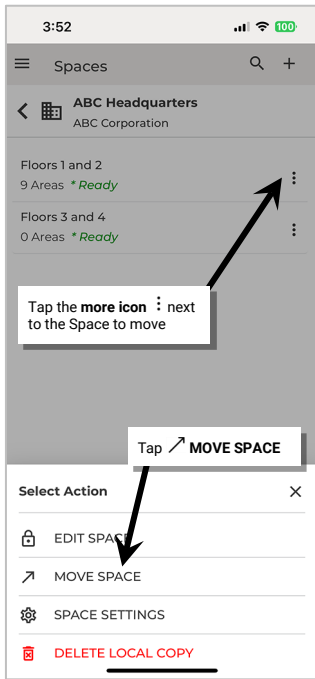 3:52
100
Spaces
ABC Headquarters
ABC Corporation
Floors 1 and 2
9 Areas * Ready
Floors 3 and 4
0 Areas * Ready
Tap the more icon ⋮ next
to the Space to move
Tap ↗ MOVE SPACE
Select Action
EDIT SPACE
MOVE SPACE
SPACE SETTINGS
DELETE LOCAL COPY